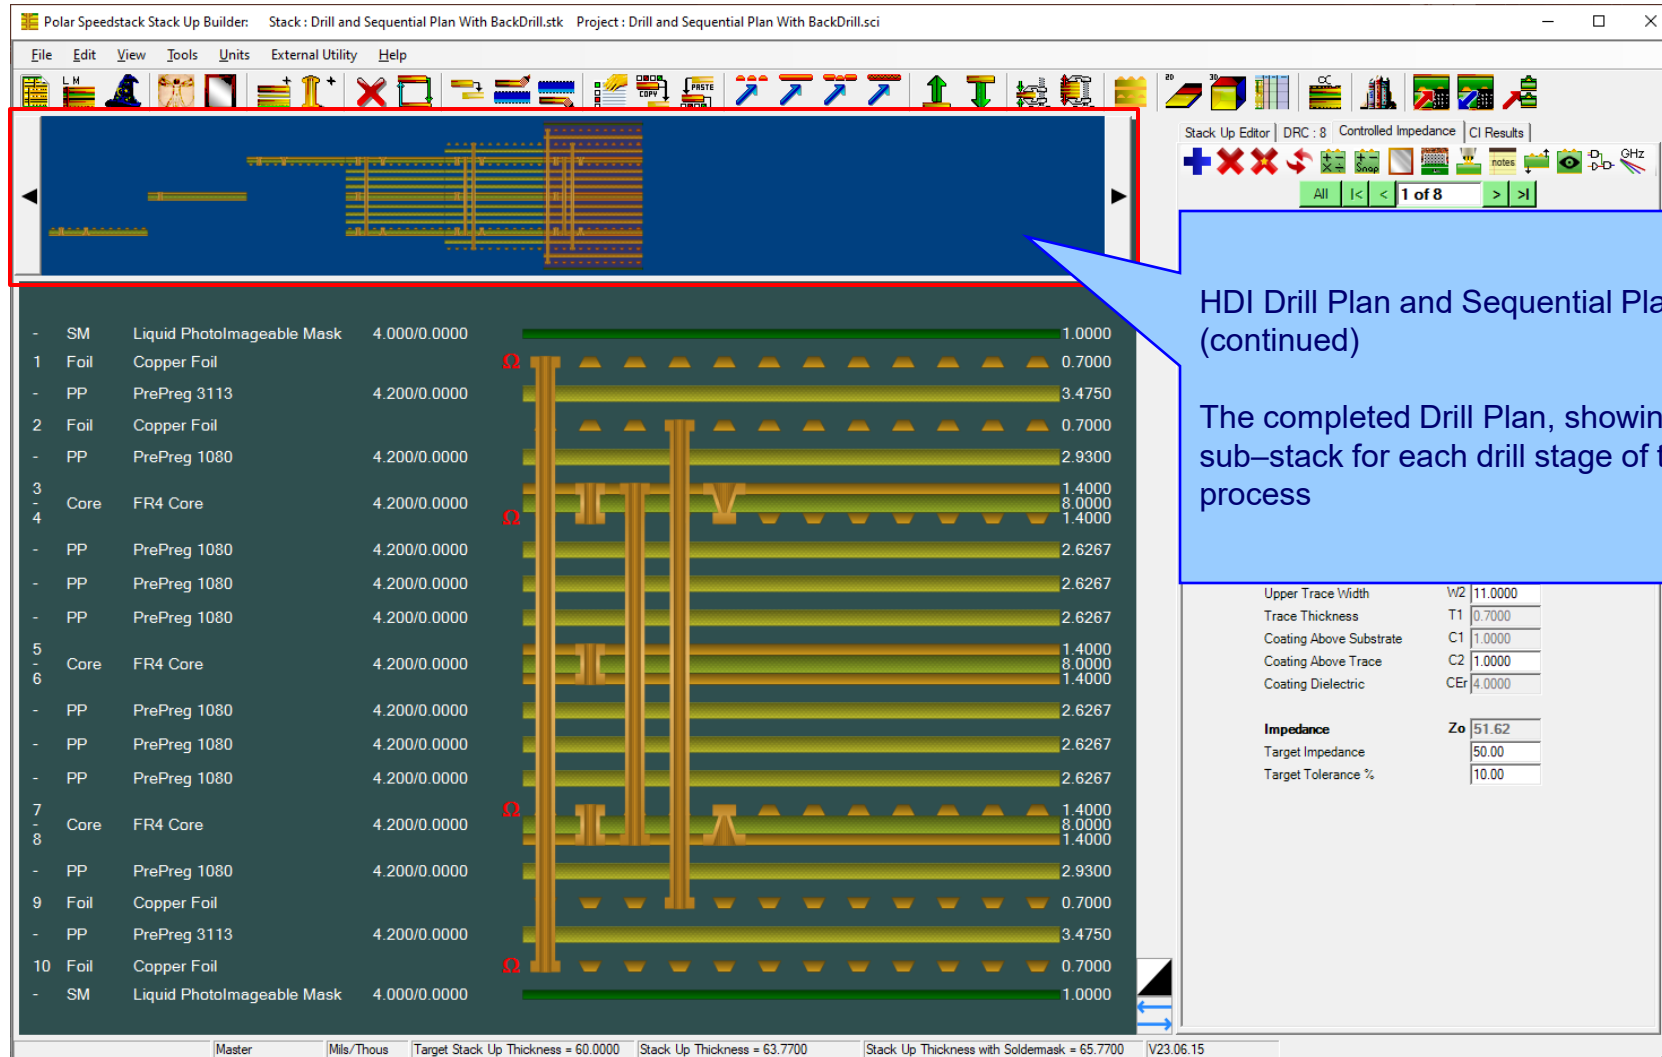 Polar Speedstack Stack Up Builder: Stack : Drill and Sequential Plan With BackDrill.stk Project : Drill and Sequential Plan With BackDrill.sci
File Edit View Tools Units External Utility Help
Stack Up Editor DRC : 8 Controlled Impedance CI Results
All |< < 1 of 8 > >|
HDI Drill Plan and Sequential Pla
(continued)
The completed Drill Plan, showin
sub–stack for each drill stage of t
process
- SM Liquid PhotoImageable Mask 4.000/0.0000 1.0000
1 Foil Copper Foil Ω 0.7000
- PP PrePreg 3113 4.200/0.0000 3.4750
2 Foil Copper Foil 0.7000
- PP PrePreg 1080 4.200/0.0000 2.9300
3 1.4000
- Core FR4 Core 4.200/0.0000 8.0000
4 Ω 1.4000
- PP PrePreg 1080 4.200/0.0000 2.6267
- PP PrePreg 1080 4.200/0.0000 2.6267
- PP PrePreg 1080 4.200/0.0000 2.6267
5 1.4000
- Core FR4 Core 4.200/0.0000 8.0000
6 1.4000
- PP PrePreg 1080 4.200/0.0000 2.6267
- PP PrePreg 1080 4.200/0.0000 2.6267
- PP PrePreg 1080 4.200/0.0000 2.6267
7 Ω 1.4000
- Core FR4 Core 4.200/0.0000 8.0000
8 1.4000
- PP PrePreg 1080 4.200/0.0000 2.9300
9 Foil Copper Foil 0.7000
- PP PrePreg 3113 4.200/0.0000 3.4750
10 Foil Copper Foil Ω 0.7000
- SM Liquid PhotoImageable Mask 4.000/0.0000 1.0000
Upper Trace Width W2 11.0000
Trace Thickness T1 0.7000
Coating Above Substrate C1 1.0000
Coating Above Trace C2 1.0000
Coating Dielectric CEr 4.0000
Impedance Zo 51.62
Target Impedance 50.00
Target Tolerance % 10.00
Master Mils/Thous Target Stack Up Thickness = 60.0000 Stack Up Thickness = 63.7700 Stack Up Thickness with Soldermask = 65.7700 V23.06.15